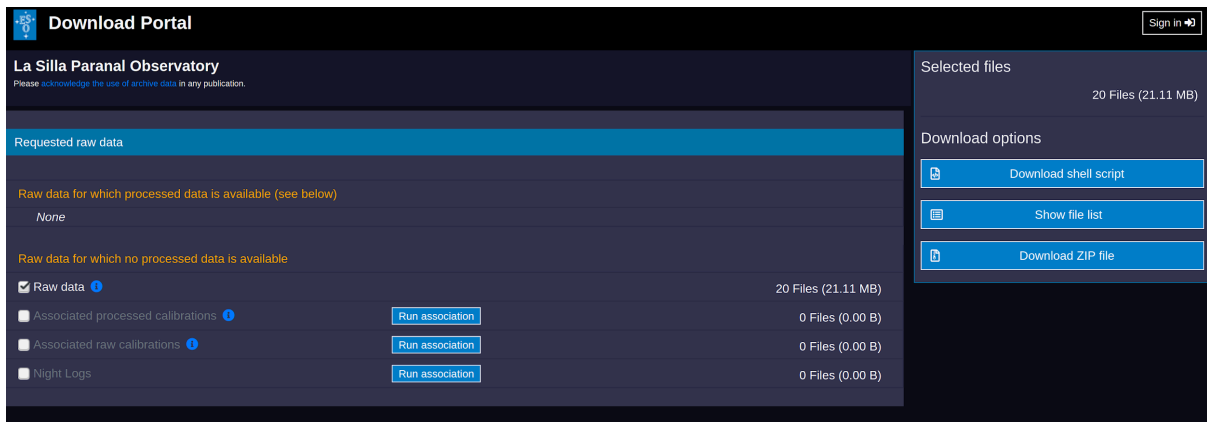 ES
O
Download Portal
Sign in
La Silla Paranal Observatory
Please acknowledge the use of archive data in any publication.
Requested raw data
Raw data for which processed data is available (see below)
None
Raw data for which no processed data is available
Raw data 20 Files (21.11 MB)
Associated processed calibrations Run association 0 Files (0.00 B)
Associated raw calibrations Run association 0 Files (0.00 B)
Night Logs Run association 0 Files (0.00 B)
Selected files
20 Files (21.11 MB)
Download options
Download shell script
Show file list
Download ZIP file